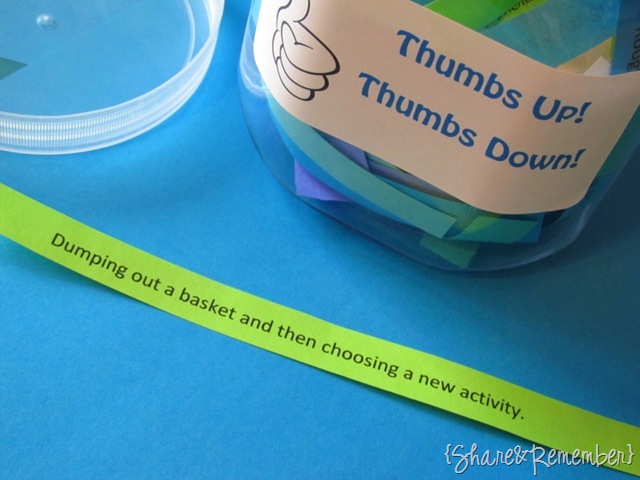 Thumbs Up!
Thumbs Down!
Dumping out a basket and then choosing a new activity.
{Share&Remember}